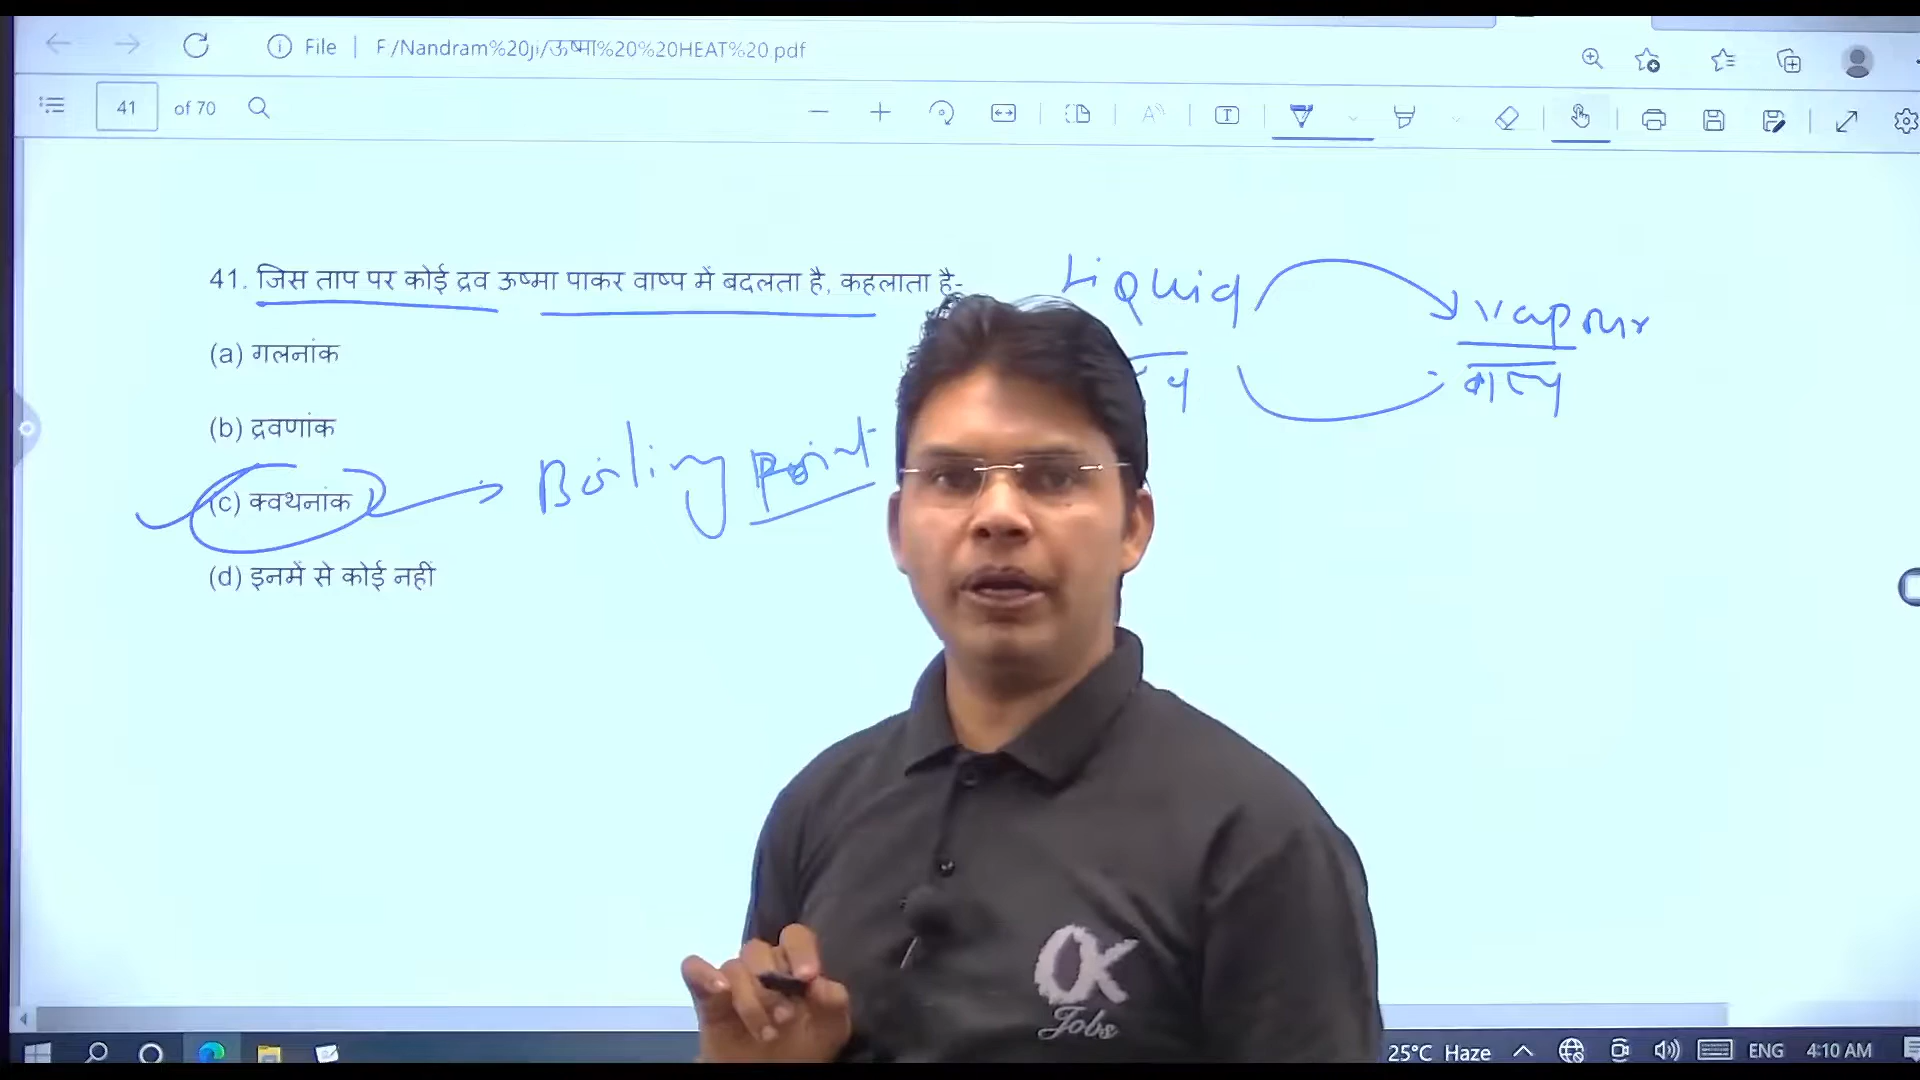 File | F:/Nandram%20ji/ऊष्मा%20%20HEAT%20.pdf
41 of 70
41. जिस ताप पर कोई द्रव ऊष्मा पाकर वाष्प में बदलता है, कहलाता है-
(a) गलनांक
(b) द्रवणांक
(c) क्वथनांक
(d) इनमें से कोई नहीं
Boiling Point
Liquid
Vapour
OK
Jobs
25°C Haze ENG 4:10 AM